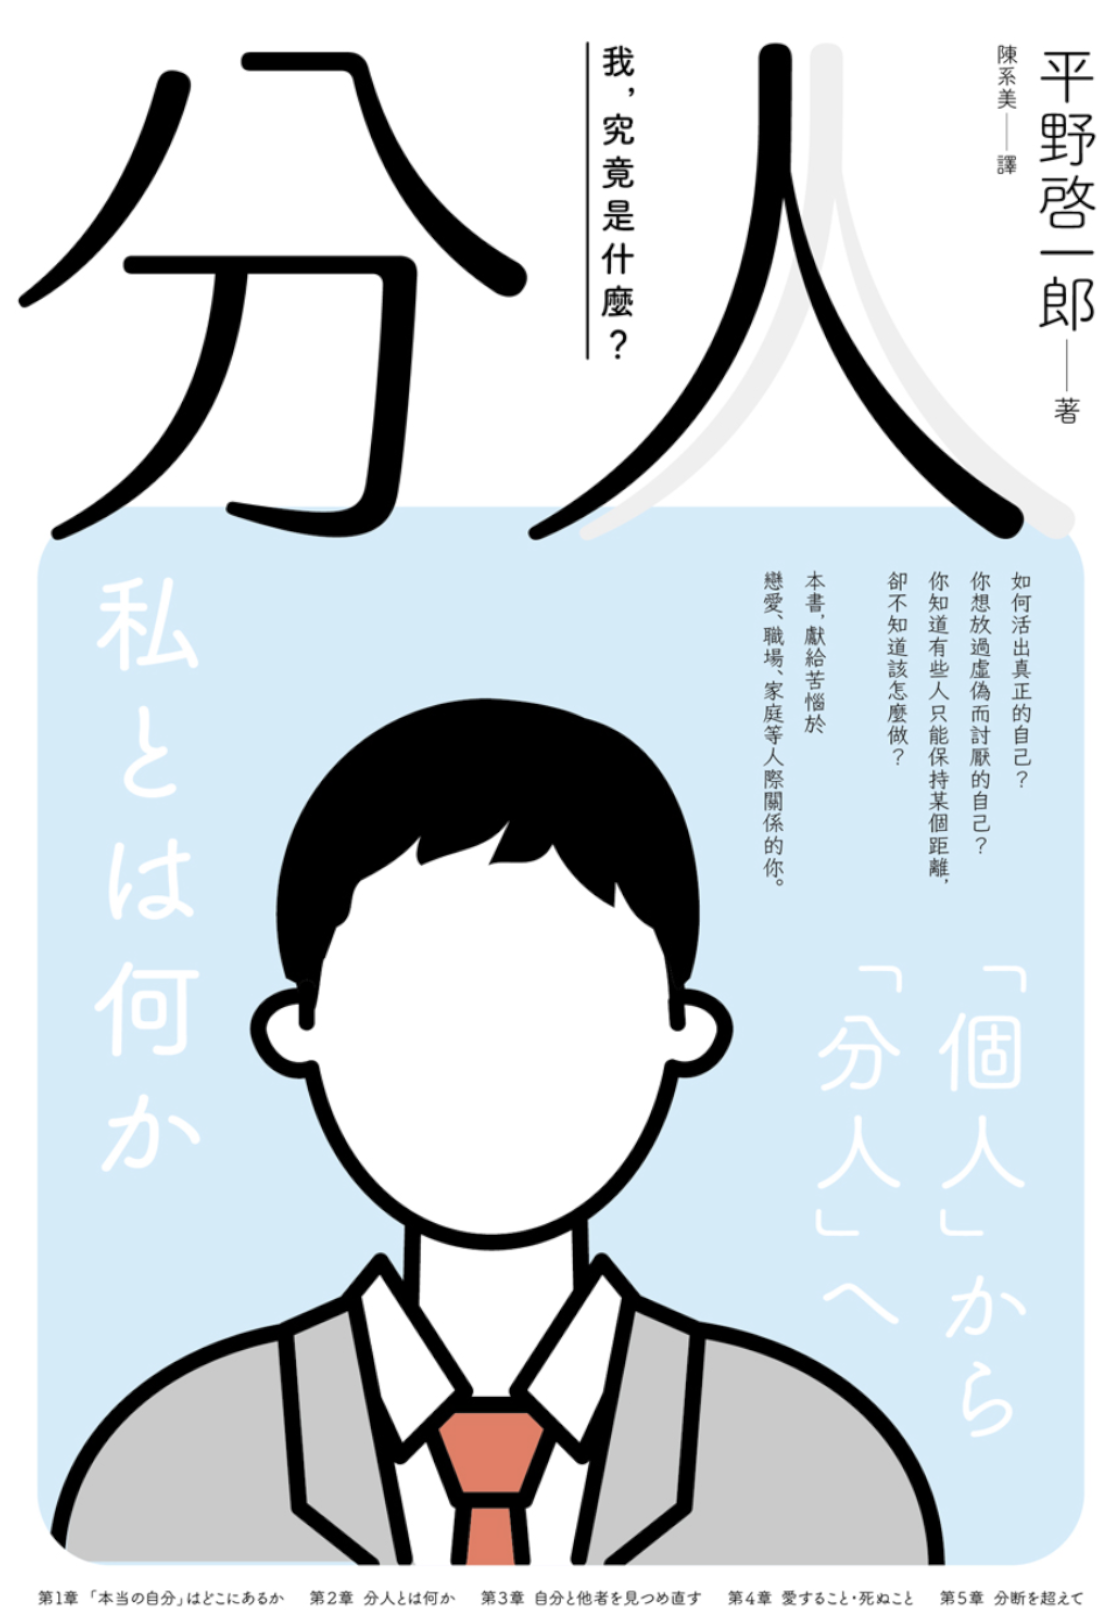 平野啓一郎——著
陳系美——譯
分人
我，究竟是什麼？
如何活出真正的自己？
你想放過虛偽而討厭的自己？
你知道有些人只能保持某個距離，
卻不知道該怎麼做？
本書，獻給苦惱於
戀愛、職場、家庭等人際關係的你。
「個人」から
「分人」へ
私とは何か
第1章 「本当の自分」はどこにあるか 第2章 分人とは何か 第3章 自分と他者を見つめ直す 第4章 愛すること・死ぬこと 第5章 分断を超えて